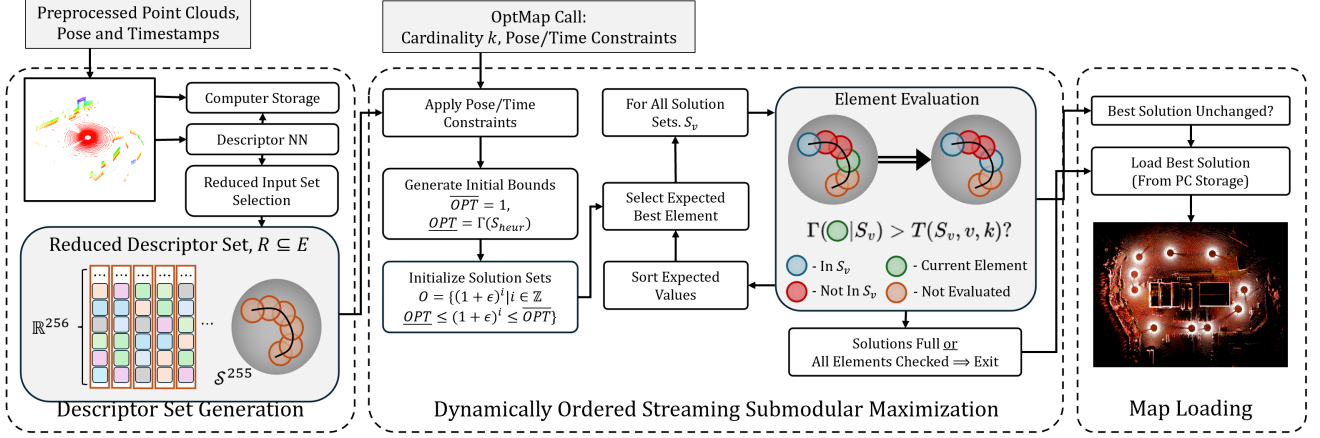 Preprocessed Point Clouds,
Pose and Timestamps
Computer Storage
Descriptor NN
Reduced Input Set
Selection
Reduced Descriptor Set, R ⊆ E
ℝ²⁵⁶
...
...
...
...
...
...
𝒮²⁵⁵
Descriptor Set Generation
OptMap Call:
Cardinality k, Pose/Time Constraints
Apply Pose/Time
Constraints
Generate Initial Bounds
$\overline{OPT}$ = 1,
$\underline{OPT}$ = Γ(S_heur)
Initialize Solution Sets
O = {(1 + ϵ)^i|i ∈ ℤ
$\underline{OPT}$ ≤ (1 + ϵ)^i ≤ $\overline{OPT}$}
For All Solution
Sets. S_v
Select Expected
Best Element
Sort Expected
Values
Element Evaluation
Γ( |S_v) > T(S_v, v, k)?
- In S_v
- Current Element
- Not In S_v
- Not Evaluated
Solutions Full or
All Elements Checked ⟹ Exit
Dynamically Ordered Streaming Submodular Maximization
Best Solution Unchanged?
Load Best Solution
(From PC Storage)
Map Loading